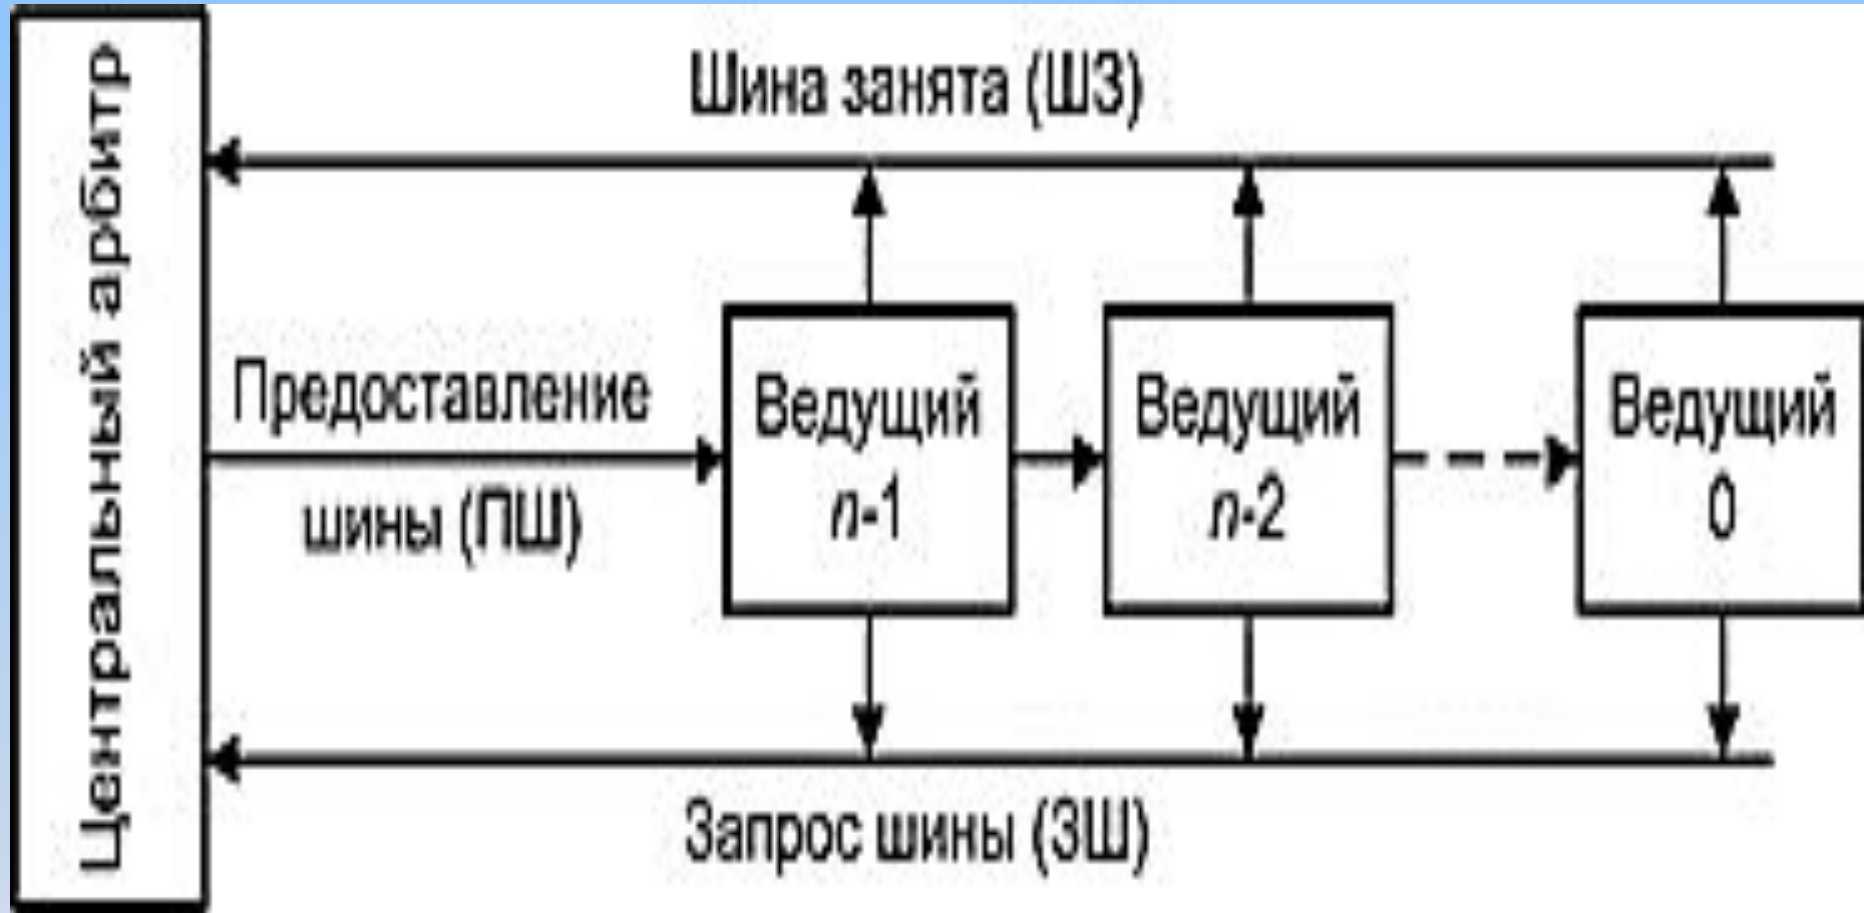 Центральный арбитр
Шина занята (ШЗ)
Предоставление
шины (ПШ)
Ведущий
n-1
Ведущий
n-2
Ведущий
0
Запрос шины (ЗШ)